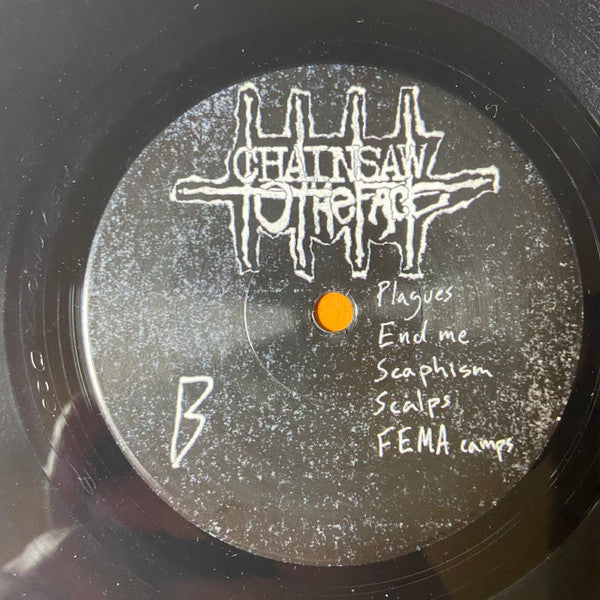 CHAINSAW
TO THE FACE
Plagues
End me
Scaphism
Scalps
FEMA camps
B